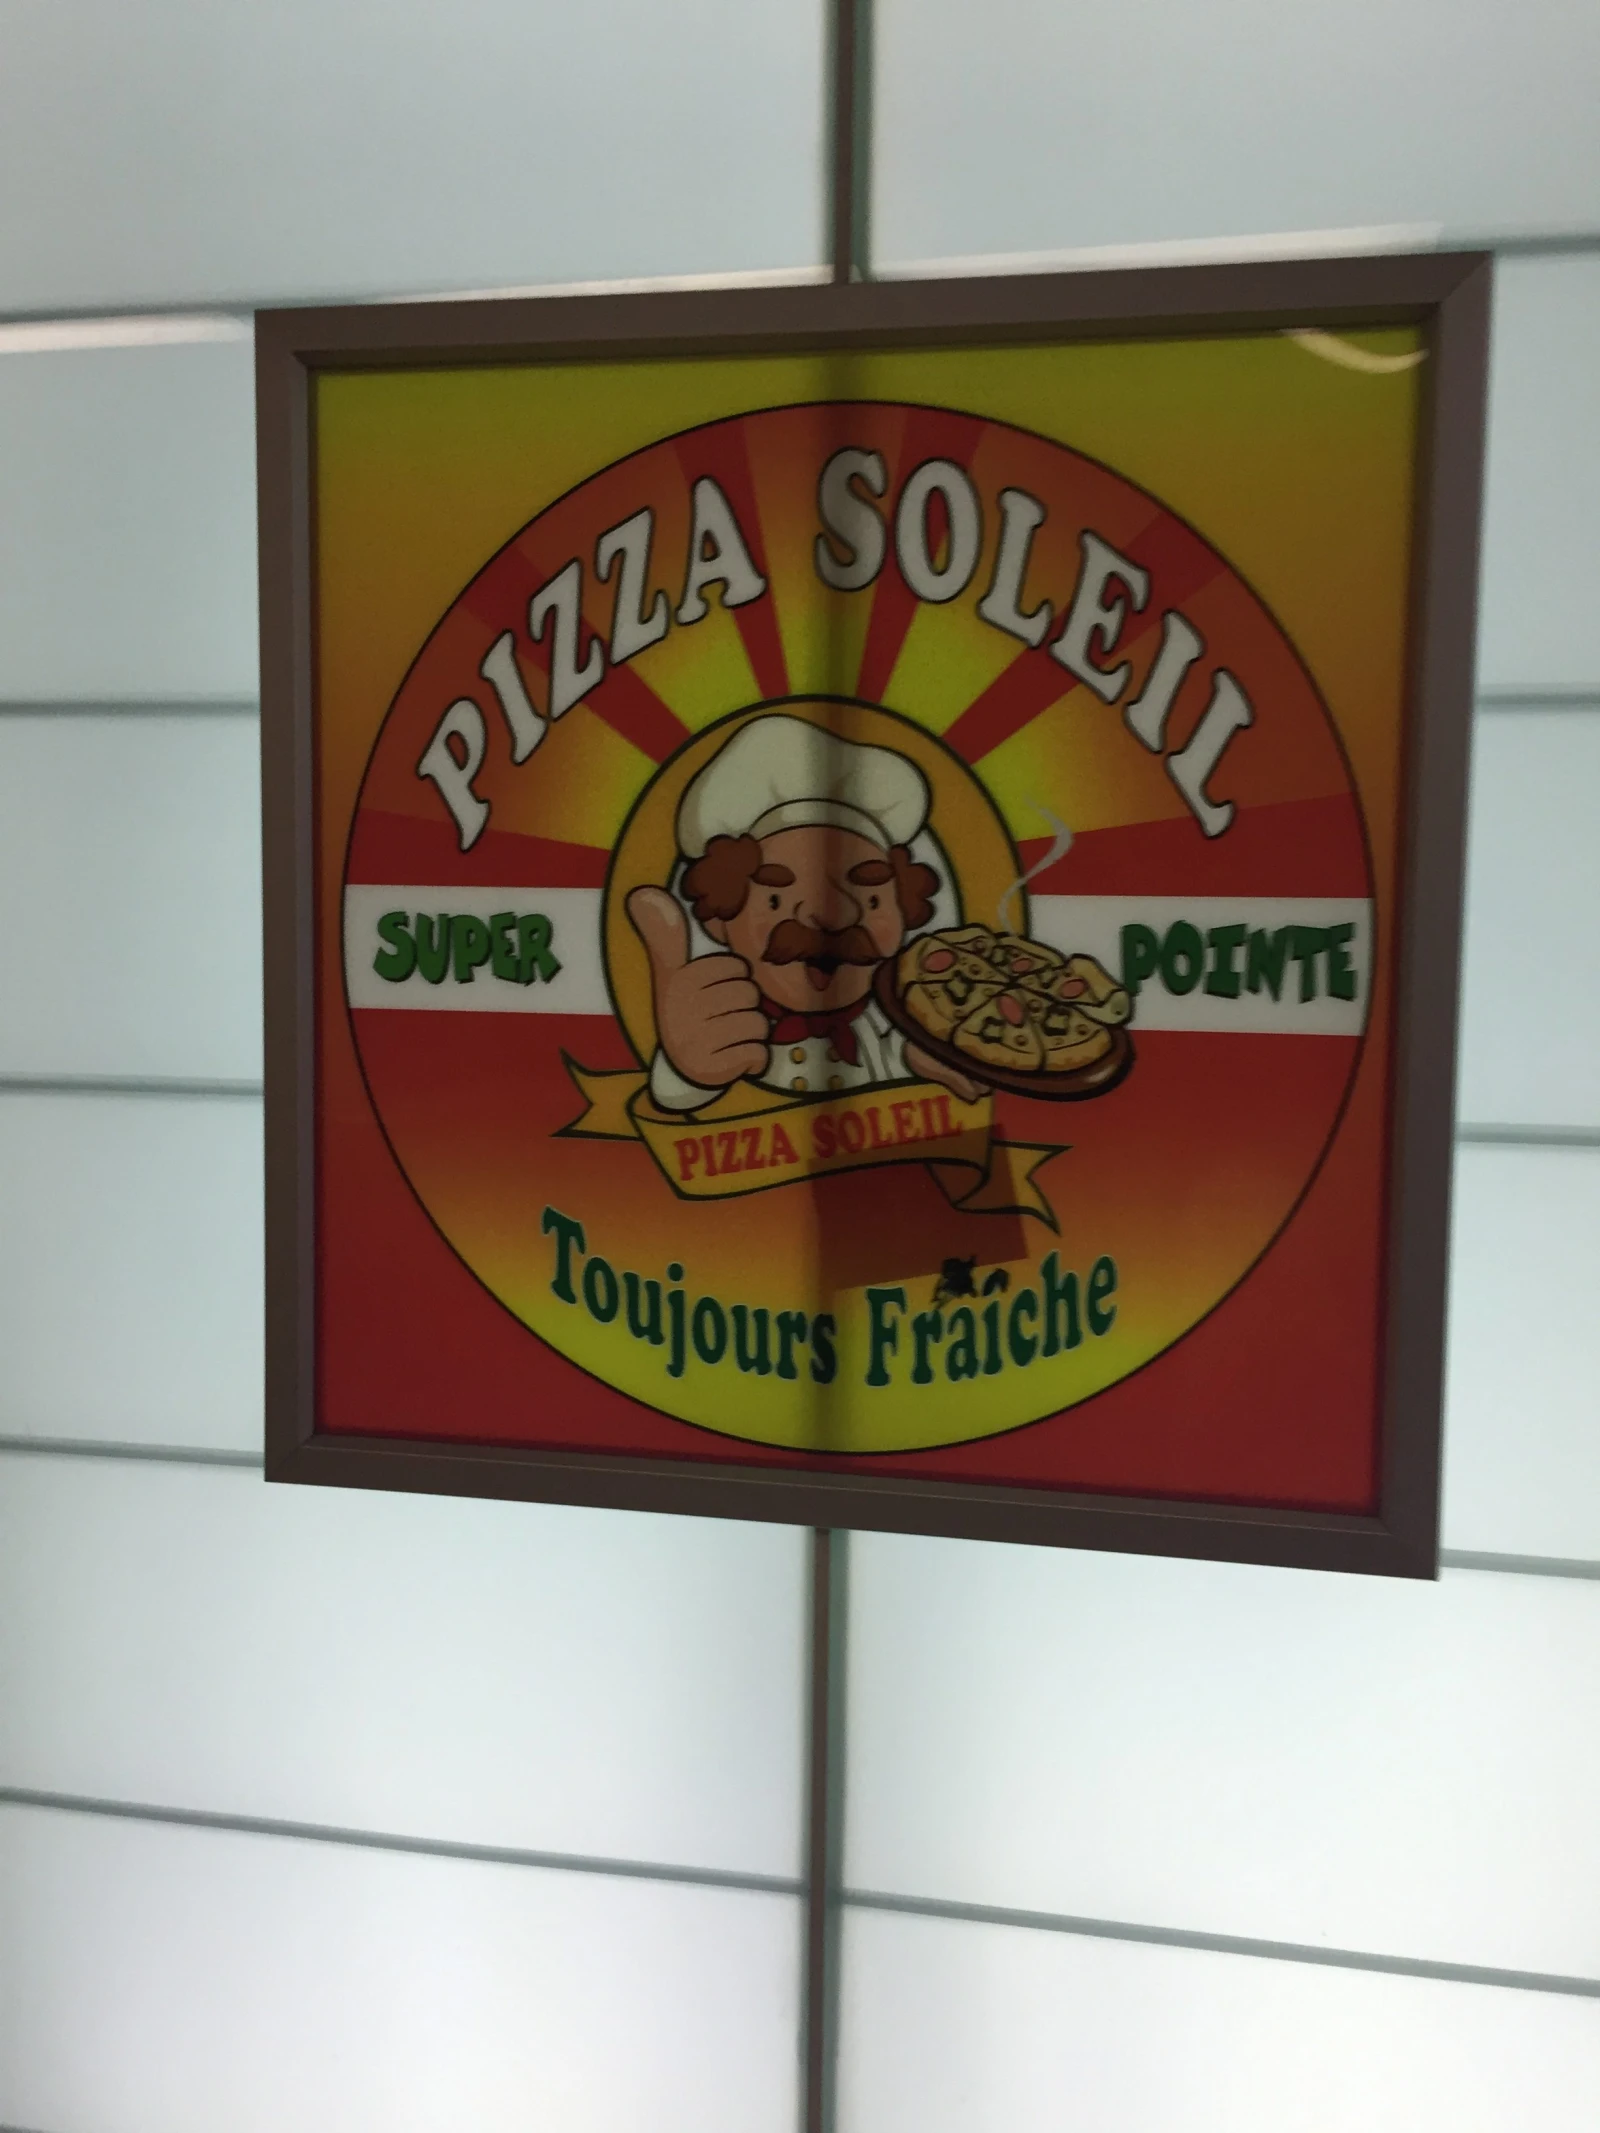 PIZZA SOLEIL
SUPER POINTE
PIZZA SOLEIL
Toujours Fraîche